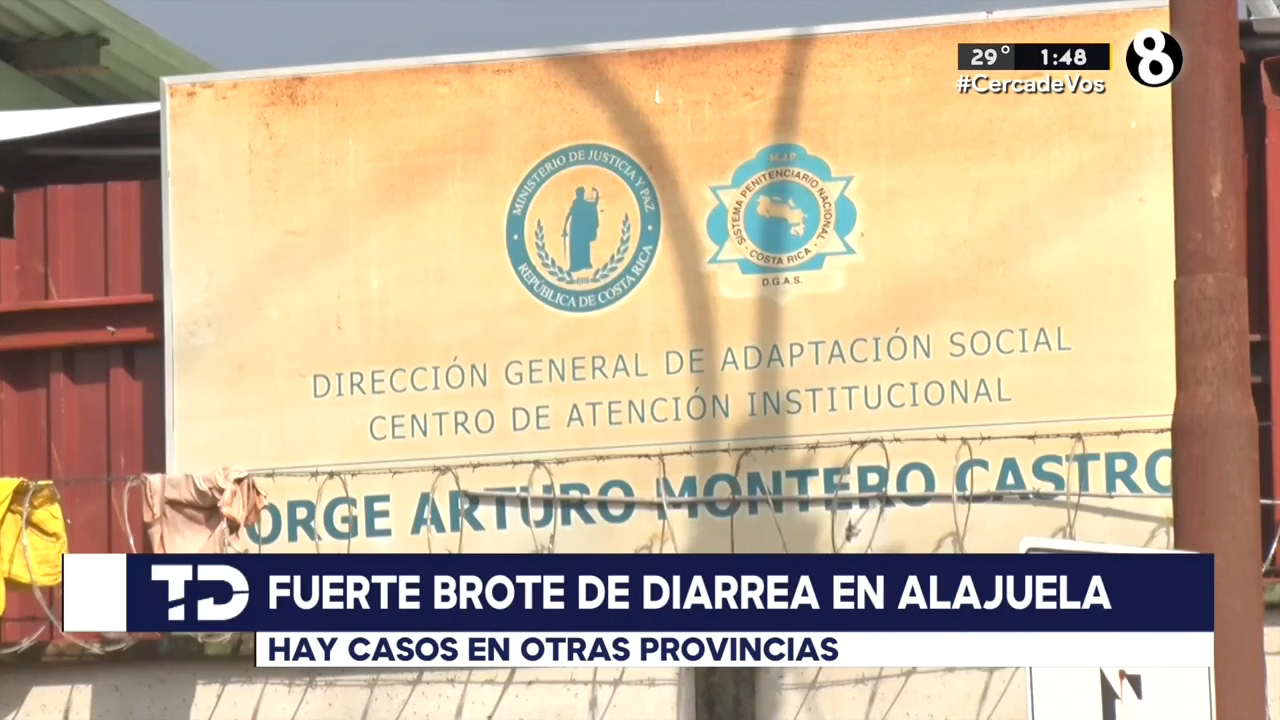 29° 1:48
8
#CercadeVos
MINISTERIO DE JUSTICIA Y PAZ
REPÚBLICA DE COSTA RICA
M.J.P
SISTEMA PENITENCIARIO NACIONAL
COSTA RICA
D.G.A.S.
DIRECCIÓN GENERAL DE ADAPTACIÓN SOCIAL
CENTRO DE ATENCIÓN INSTITUCIONAL
ORGE ARTURO MONTERO CASTRO
TD FUERTE BROTE DE DIARREA EN ALAJUELA
HAY CASOS EN OTRAS PROVINCIAS
N